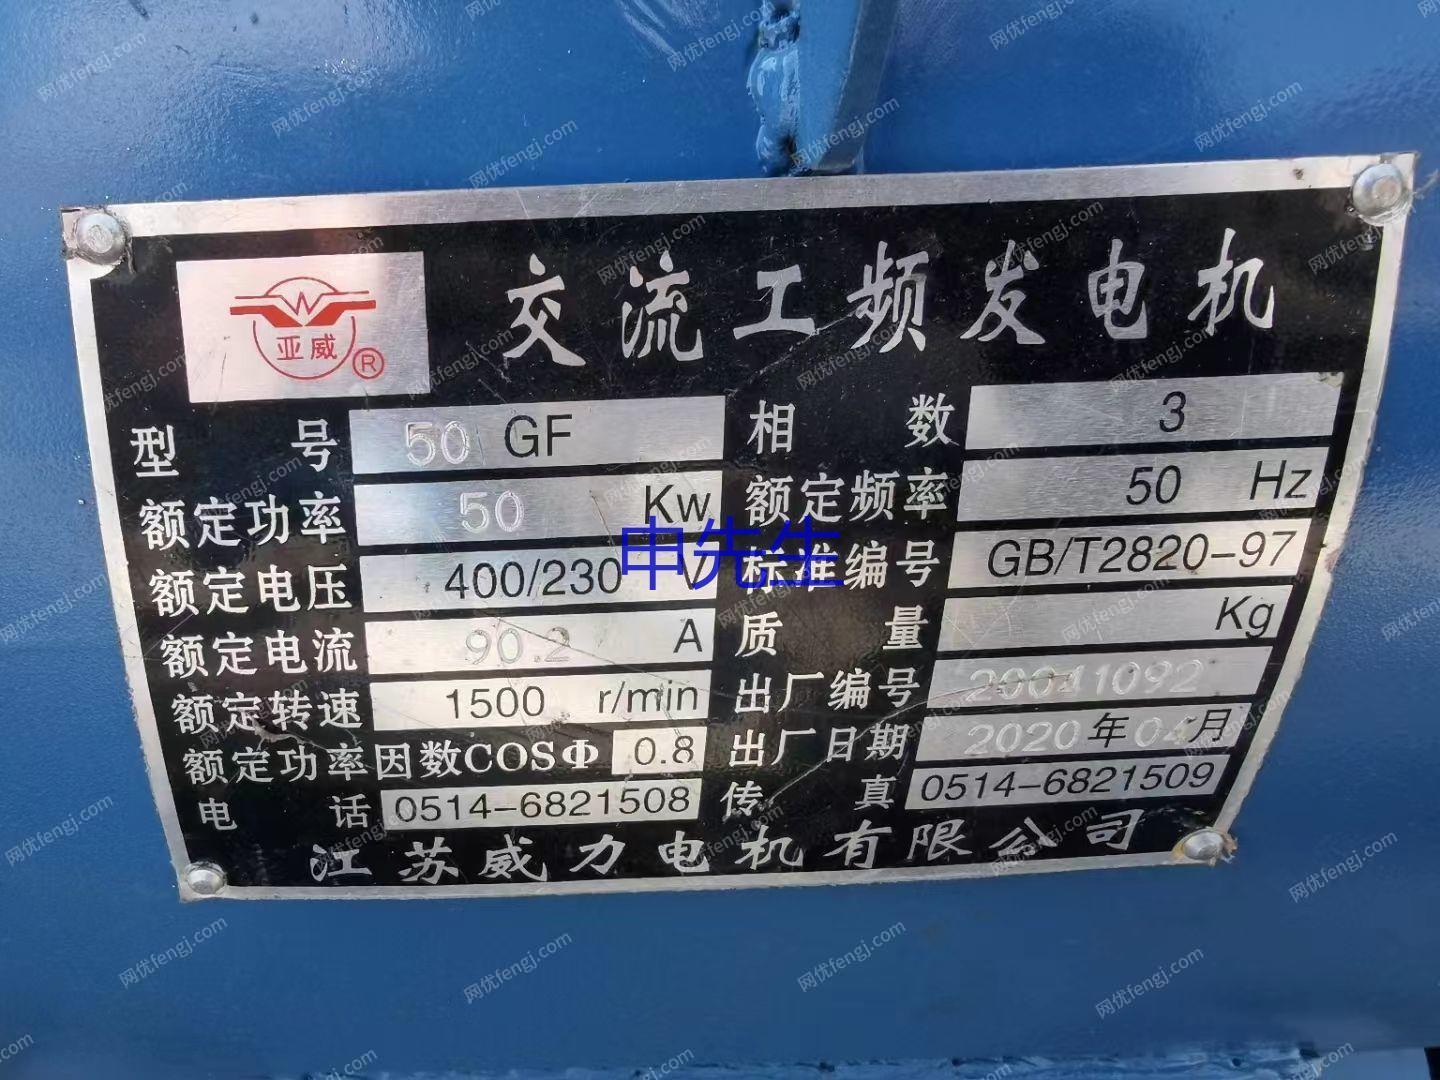 亚威 ®
交流工频发电机
型号 50 GF 相数 3
额定功率 50 Kw 额定频率 50 Hz
额定电压 400/230 V 标准编号 GB/T2820-97
额定电流 90.2 A 质量 Kg
额定转速 1500 r/min 出厂编号 20041092
额定功率因数COSΦ 0.8 出厂日期 2020年04月
电话 0514-6821508 传真 0514-6821509
江苏威力电机有限公司
申先生
网优fengj.com